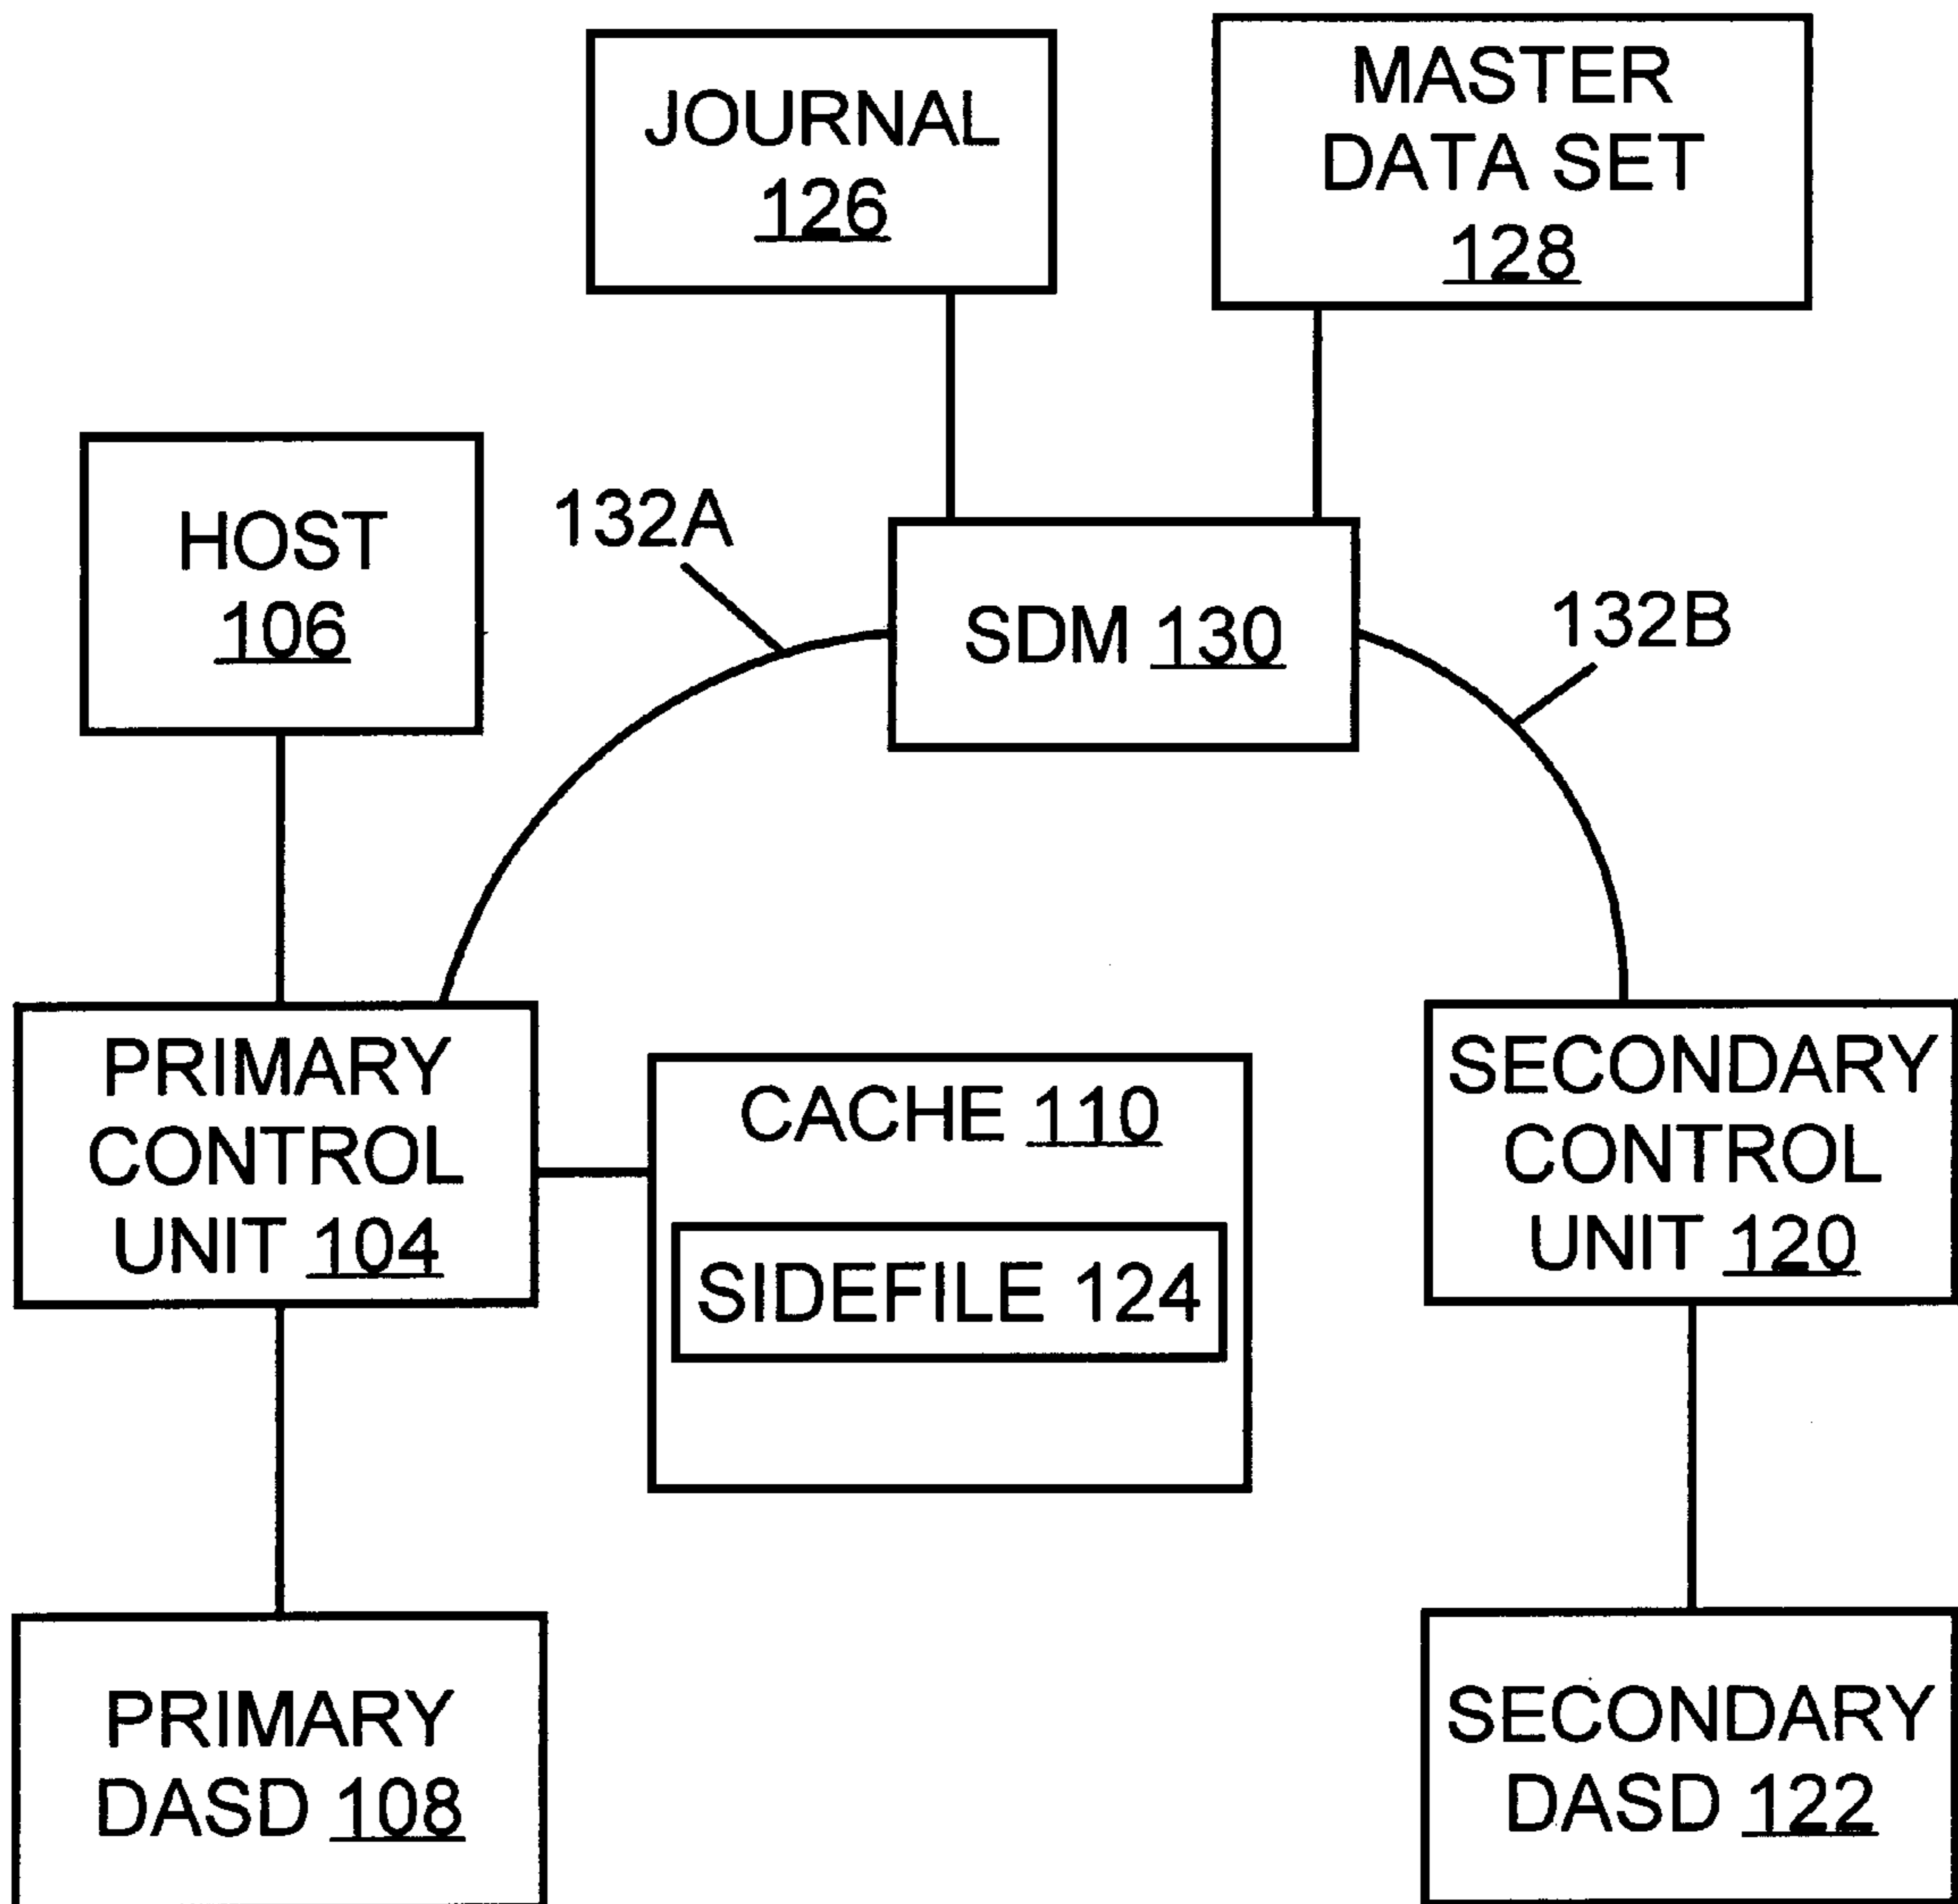 JOURNAL
126
MASTER
DATA SET
128
HOST
106
132A
SDM 130
132B
PRIMARY
CONTROL
UNIT 104
CACHE 110
SIDEFILE 124
SECONDARY
CONTROL
UNIT 120
PRIMARY
DASD 108
SECONDARY
DASD 122